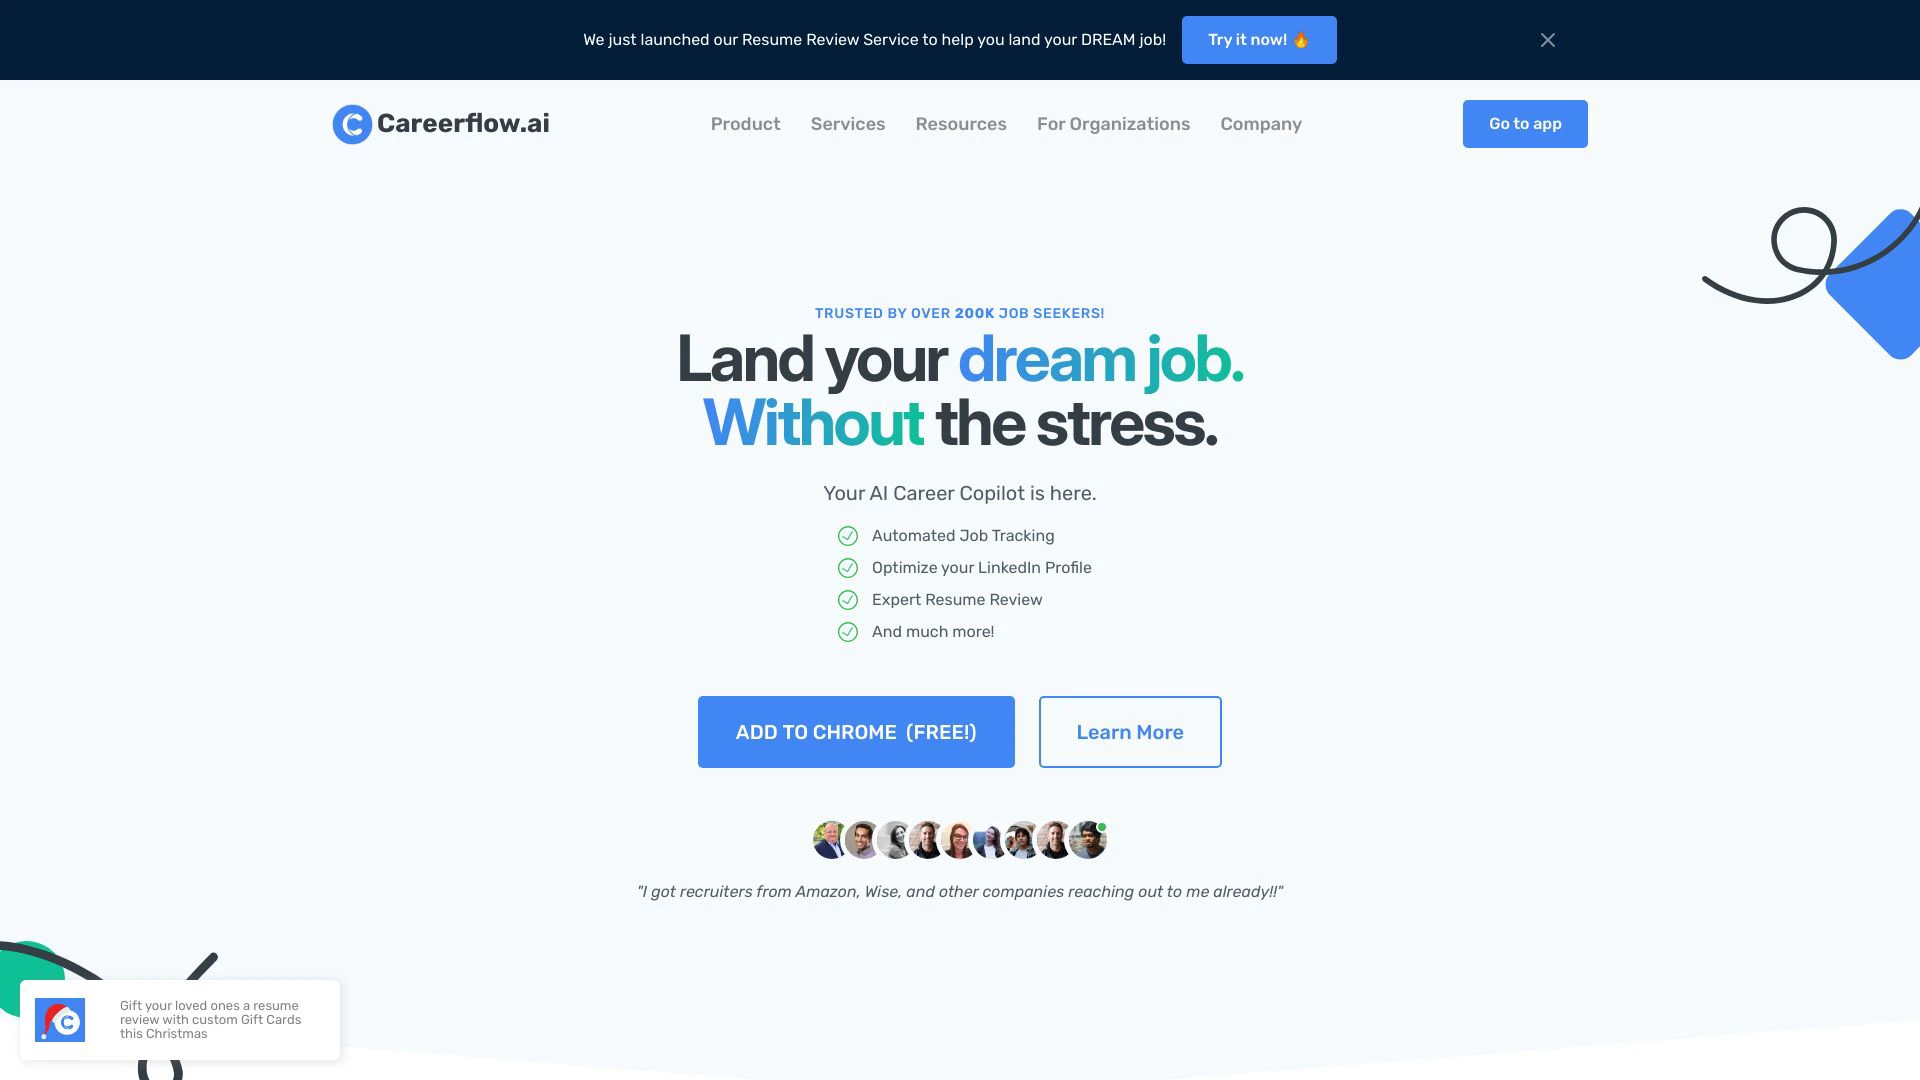 We just launched our Resume Review Service to help you land your DREAM job!
Try it now! 🔥
Careerflow.ai
Product
Services
Resources
For Organizations
Company
Go to app
TRUSTED BY OVER 200K JOB SEEKERS!
Land your dream job.
Without the stress.
Your AI Career Copilot is here.
Automated Job Tracking
Optimize your LinkedIn Profile
Expert Resume Review
And much more!
ADD TO CHROME (FREE!)
Learn More
"I got recruiters from Amazon, Wise, and other companies reaching out to me already!!"
Gift your loved ones a resume
review with custom Gift Cards
this Christmas